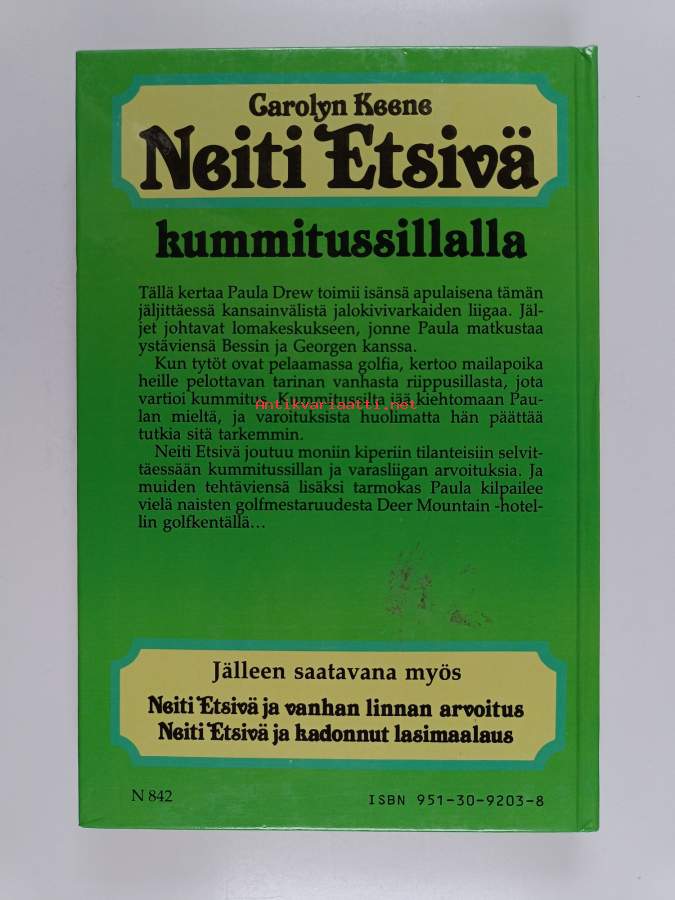 Carolyn Keene
Neiti Etsivä
kummitussillalla
Tällä kertaa Paula Drew toimii isänsä apulaisena tämän
jäljittäessä kansainvälistä jalokivivarkaiden liigaa. Jäl-
jet johtavat lomakeskukseen, jonne Paula matkustaa
ystäviensä Bessin ja Georgen kanssa.
Kun tytöt ovat pelaamassa golfia, kertoo mailapoika
heille pelottavan tarinan vanhasta riippusillasta, jota
vartioi kummitus. Kummitussilta jää kiehtomaan Pau-
Antikvariaatti.net
lan mieltä, ja varoituksista huolimatta hän päättää
tutkia sitä tarkemmin.
Neiti Etsivä joutuu moniin kiperiin tilanteisiin selvit-
täessään kummitussillan ja varasliigan arvoituksia. Ja
muiden tehtäviensä lisäksi tarmokas Paula kilpailee
vielä naisten golfmestaruudesta Deer Mountain -hotel-
lin golfkentällä...
Jälleen saatavana myös
Neiti Etsivä ja vanhan linnan arvoitus
Neiti Etsivä ja kadonnut lasimaalaus
N 842
ISBN 951-30-9203-8